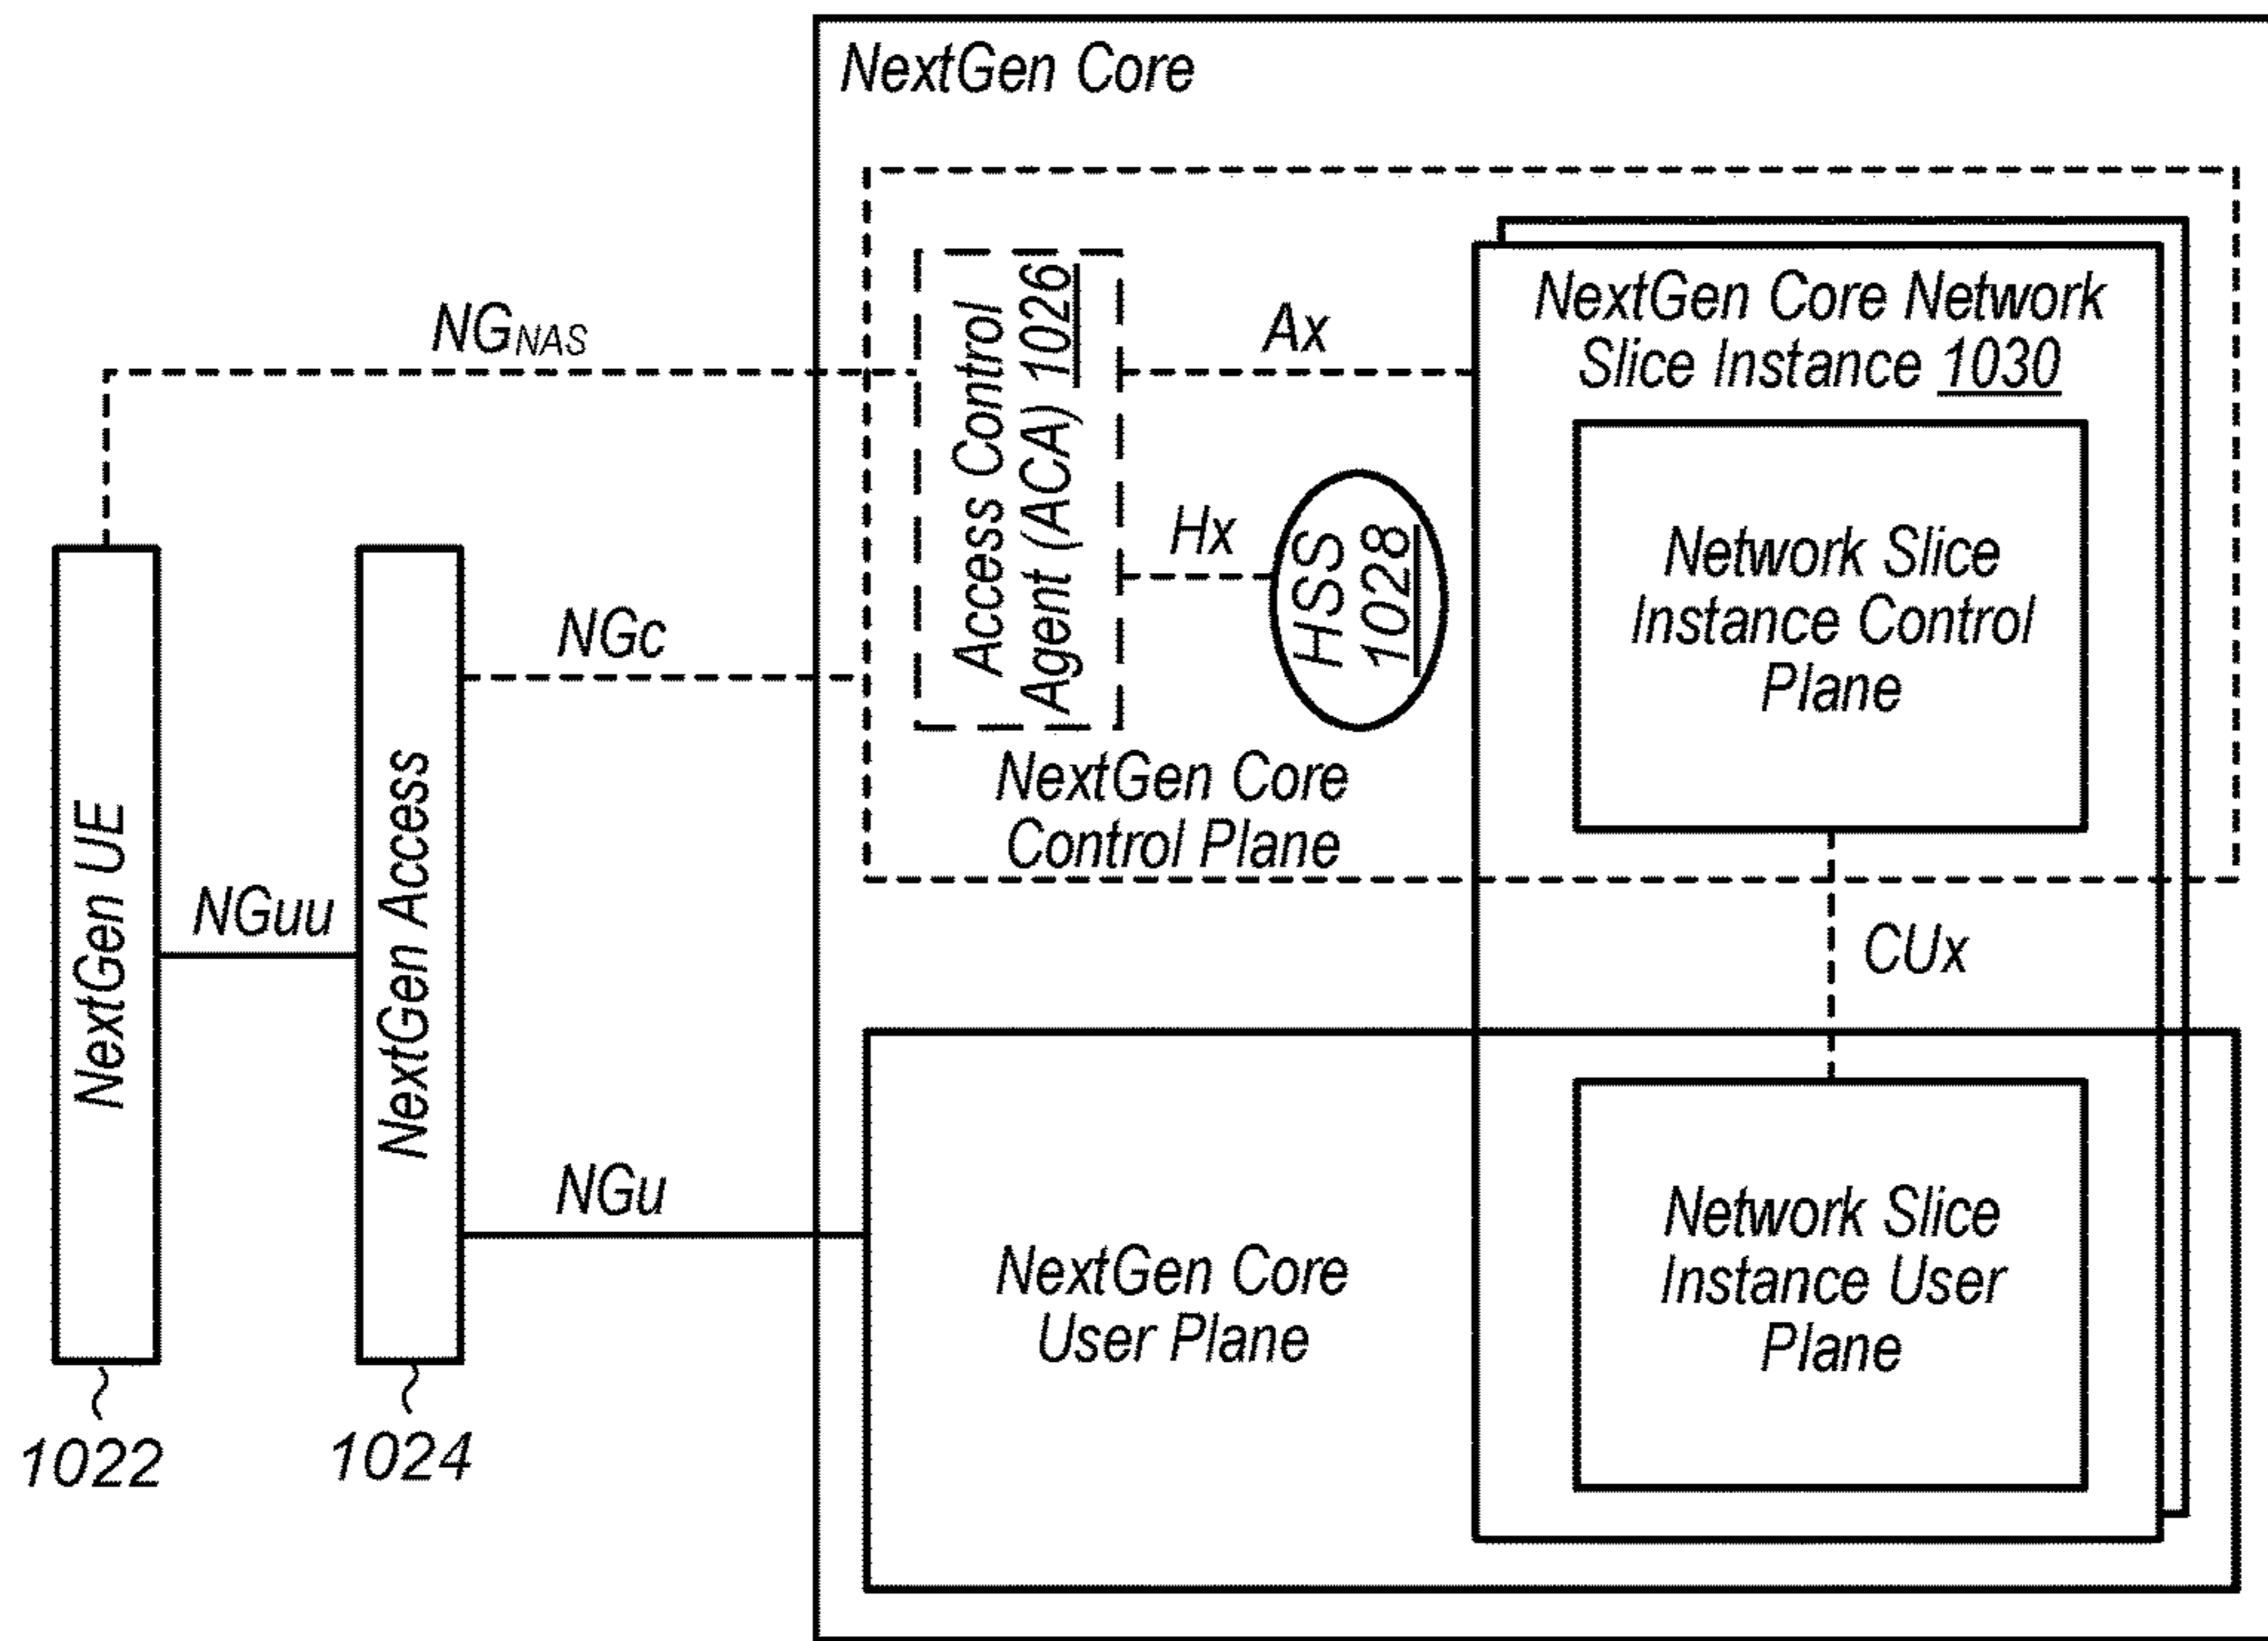 NextGen Core
NG_NAS
Access Control
Agent (ACA) 1026
Ax
Hx
HSS
1028
NextGen Core Network
Slice Instance 1030
Network Slice
Instance Control
Plane
NGc
NextGen Core
Control Plane
NextGen UE
NGuu
NextGen Access
CUx
NGu
NextGen Core
User Plane
Network Slice
Instance User
Plane
1022
1024